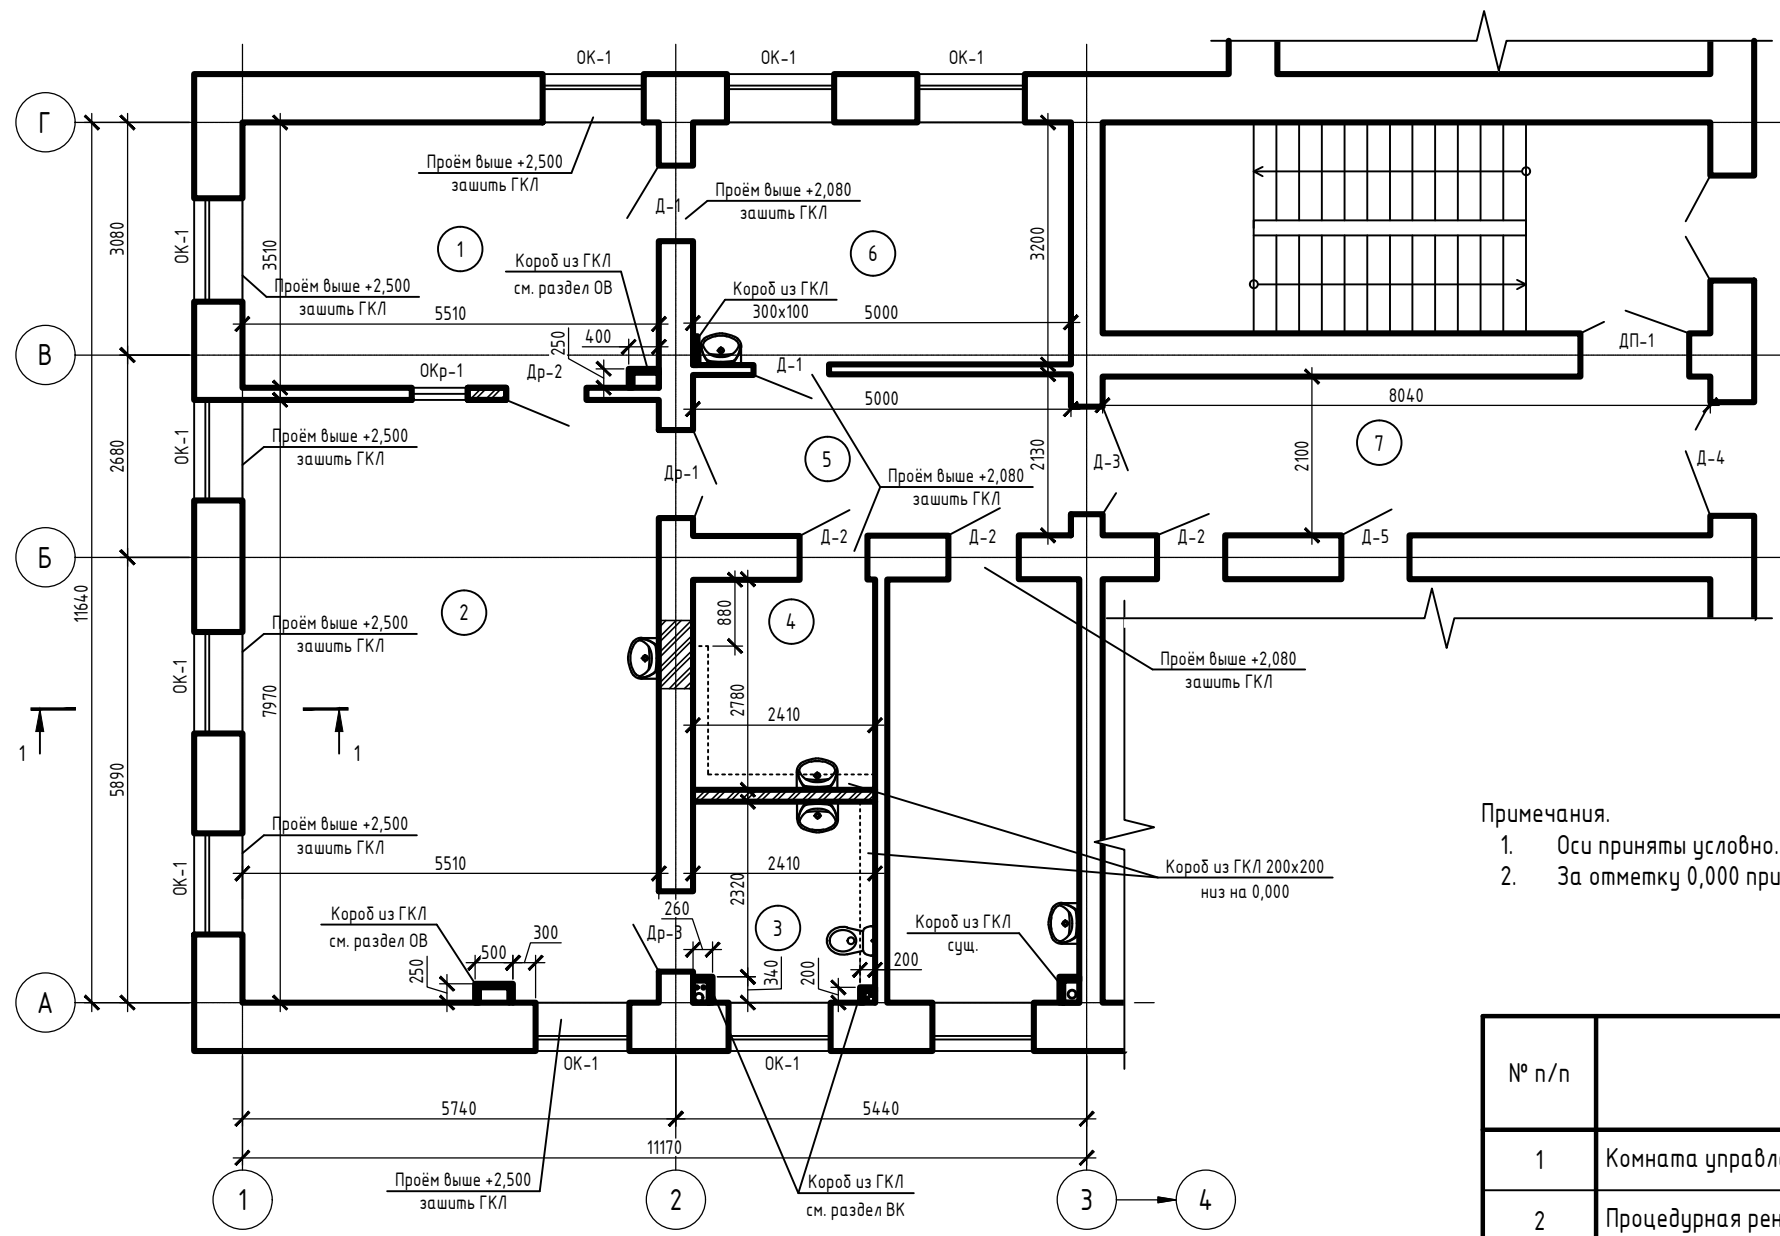 ОК-1
ОК-1
ОК-1
Г
Проём выше +2,500
зашить ГКЛ
Д-1
Проём выше +2,080
зашить ГКЛ
3080
3510
ОК-1
1
6
3200
Короб из ГКЛ
см. раздел ОВ
Проём выше +2,500
зашить ГКЛ
Короб из ГКЛ
300х100
5510
5000
400
250
В
ОКр-1
Др-2
Д-1
ДП-1
5000
8040
ОК-1
Проём выше +2,500
зашить ГКЛ
2680
5
7
2130
2100
Др-1
Д-3
Д-4
Проём выше +2,080
зашить ГКЛ
Д-2
Д-2
Д-2
Д-5
Б
11640
2
880
4
Проём выше +2,500
зашить ГКЛ
Проём выше +2,080
зашить ГКЛ
ОК-1
7970
2780
2410
1
1
5890
Примечания.
1. Оси приняты условно.
2. За отметку 0,000 при
Проём выше +2,500
зашить ГКЛ
ОК-1
5510
2410
2320
Короб из ГКЛ 200х200
низ на 0,000
Короб из ГКЛ
см. раздел ОВ
260
3
Др-3
Короб из ГКЛ
сущ.
500
300
250
340
200
200
А
ОК-1
ОК-1
№ п/п
5740
5440
11170
1
Комната управл
Проём выше +2,500
зашить ГКЛ
Короб из ГКЛ
см. раздел ВК
1
2
3
4
2
Процедурная рен